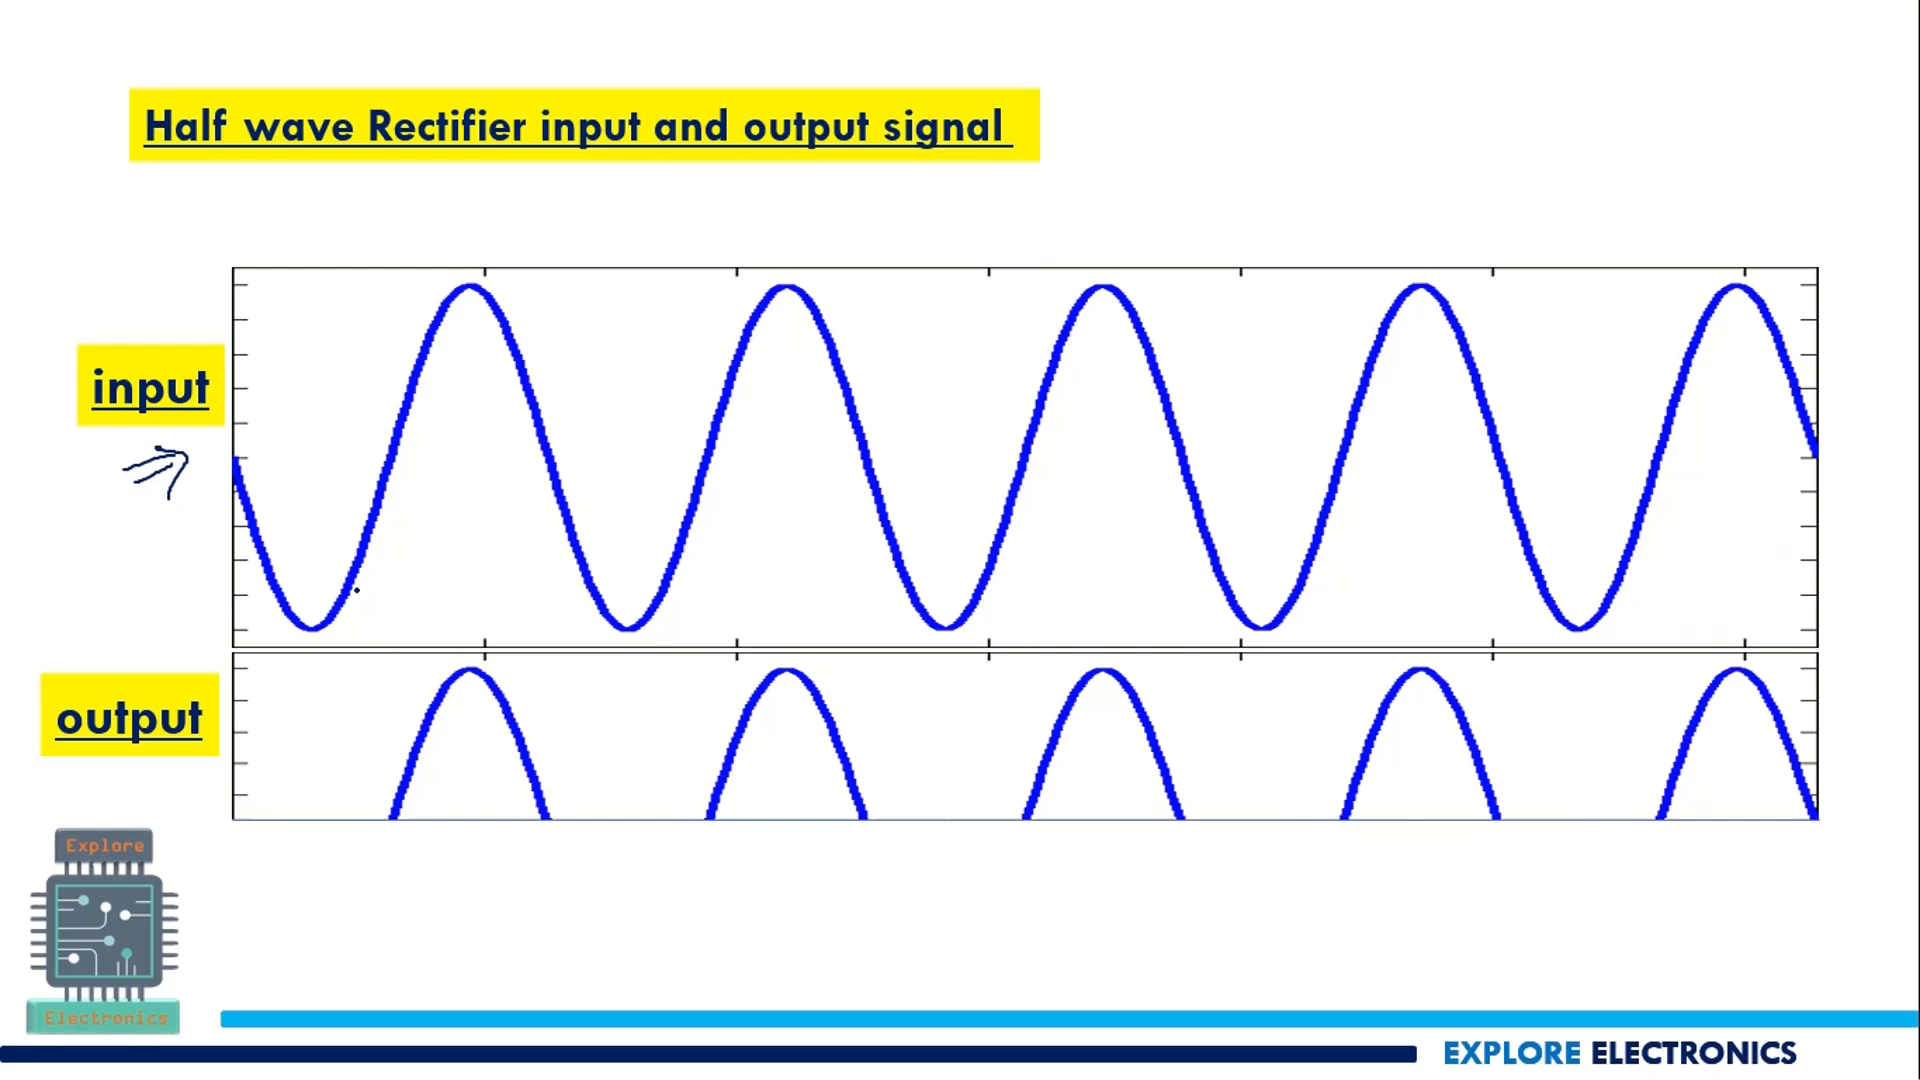 Half wave Rectifier input and output signal
input
output
Explore
Electronics
EXPLORE ELECTRONICS